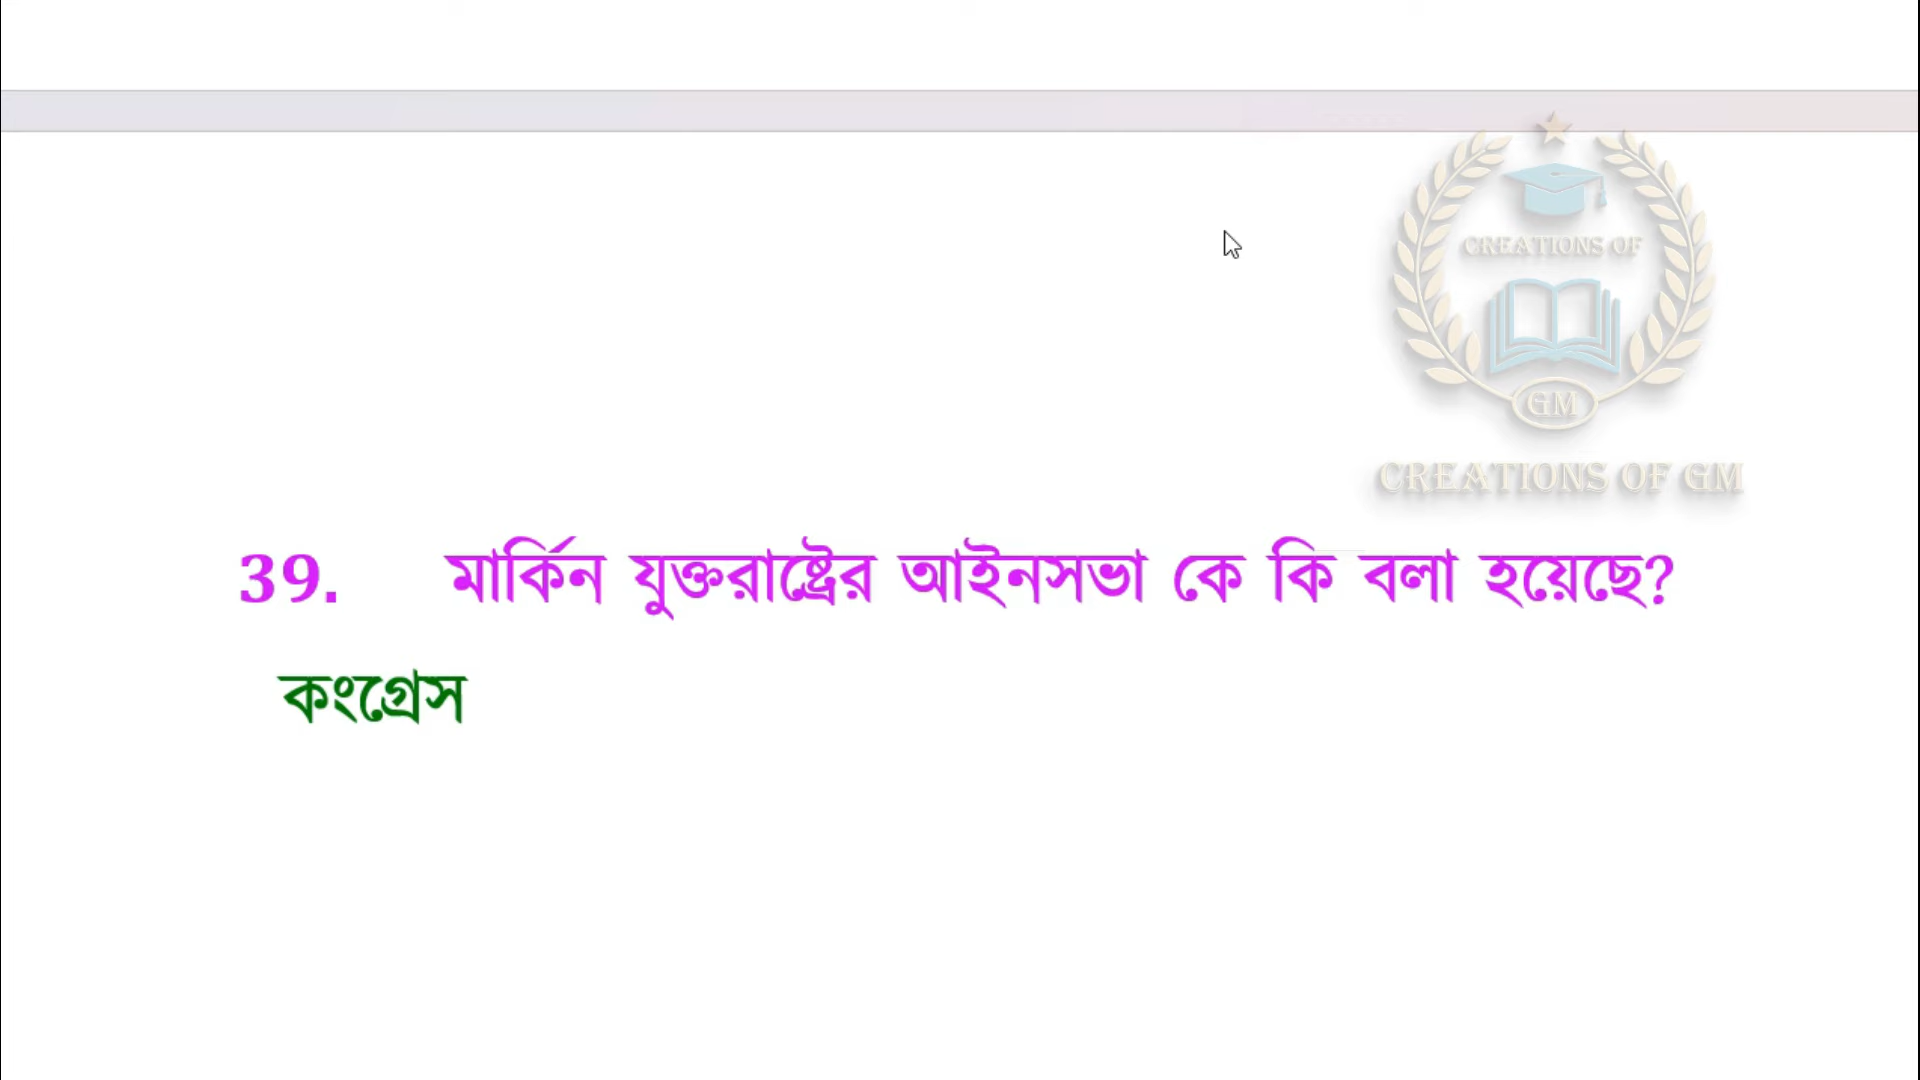 CREATIONS OF
GM
CREATIONS OF GM
39. মার্কিন যুক্তরাষ্ট্রের আইনসভা কে কি বলা হয়েছে?
কংগ্রেস